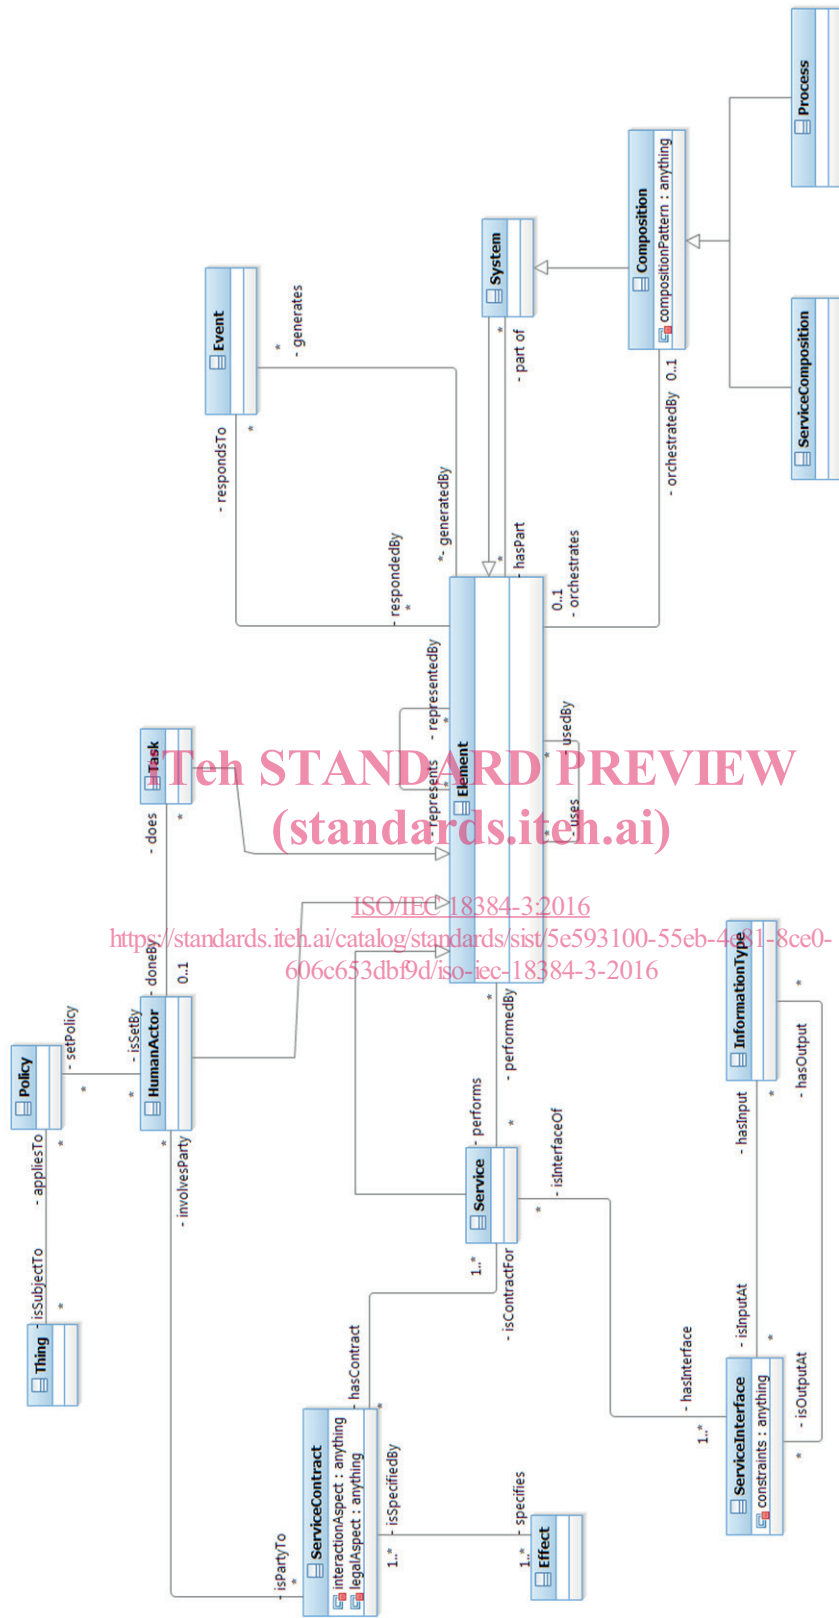 Thing
- isSubjectTo
*
- appliesTo
*
Policy
- setPolicy
*
- isSetBy
*
HumanActor
- doneBy
0..1
- does
*
Task
- involvesParty
*
- isPartyTo
*
ServiceContract
interactionAspect : anything
legalAspect : anything
- hasContract
*
- isContractFor
1..*
- isSpecifiedBy
1..*
- specifies
1..*
Effect
Service
- performs
*
- performedBy
*
- isInterfaceOf
*
- hasInterface
1..*
ServiceInterface
constraints : anything
- isInputAt
*
- hasInput
*
- isOutputAt
*
- hasOutput
*
InformationType
Element
- represents
*
- representedBy
*
- uses
*
- usedBy
*
- respondedBy
*
- respondsTo
*
*- generatedBy
- generates
*
Event
- hasPart
*
- part of
*
System
0..1
- orchestrates
- orchestratedBy
0..1
Composition
compositionPattern : anything
ServiceComposition
Process
iTeh STANDARD PREVIEW
(standards.iteh.ai)
ISO/IEC 18384-3:2016
https://standards.iteh.ai/catalog/standards/sist/5e593100-55eb-4c81-8ce0-
606c653dbf9d/iso-iec-18384-3-2016